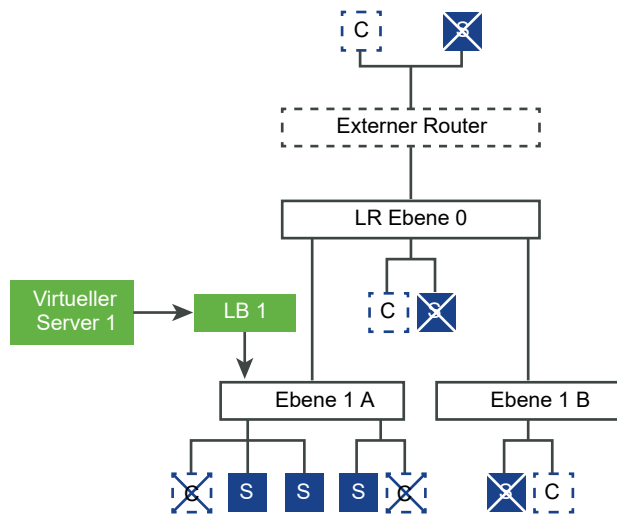 C S
Externer Router
LR Ebene 0
C S
Virtueller
Server 1
LB 1
Ebene 1 A
Ebene 1 B
C S S S C
S C